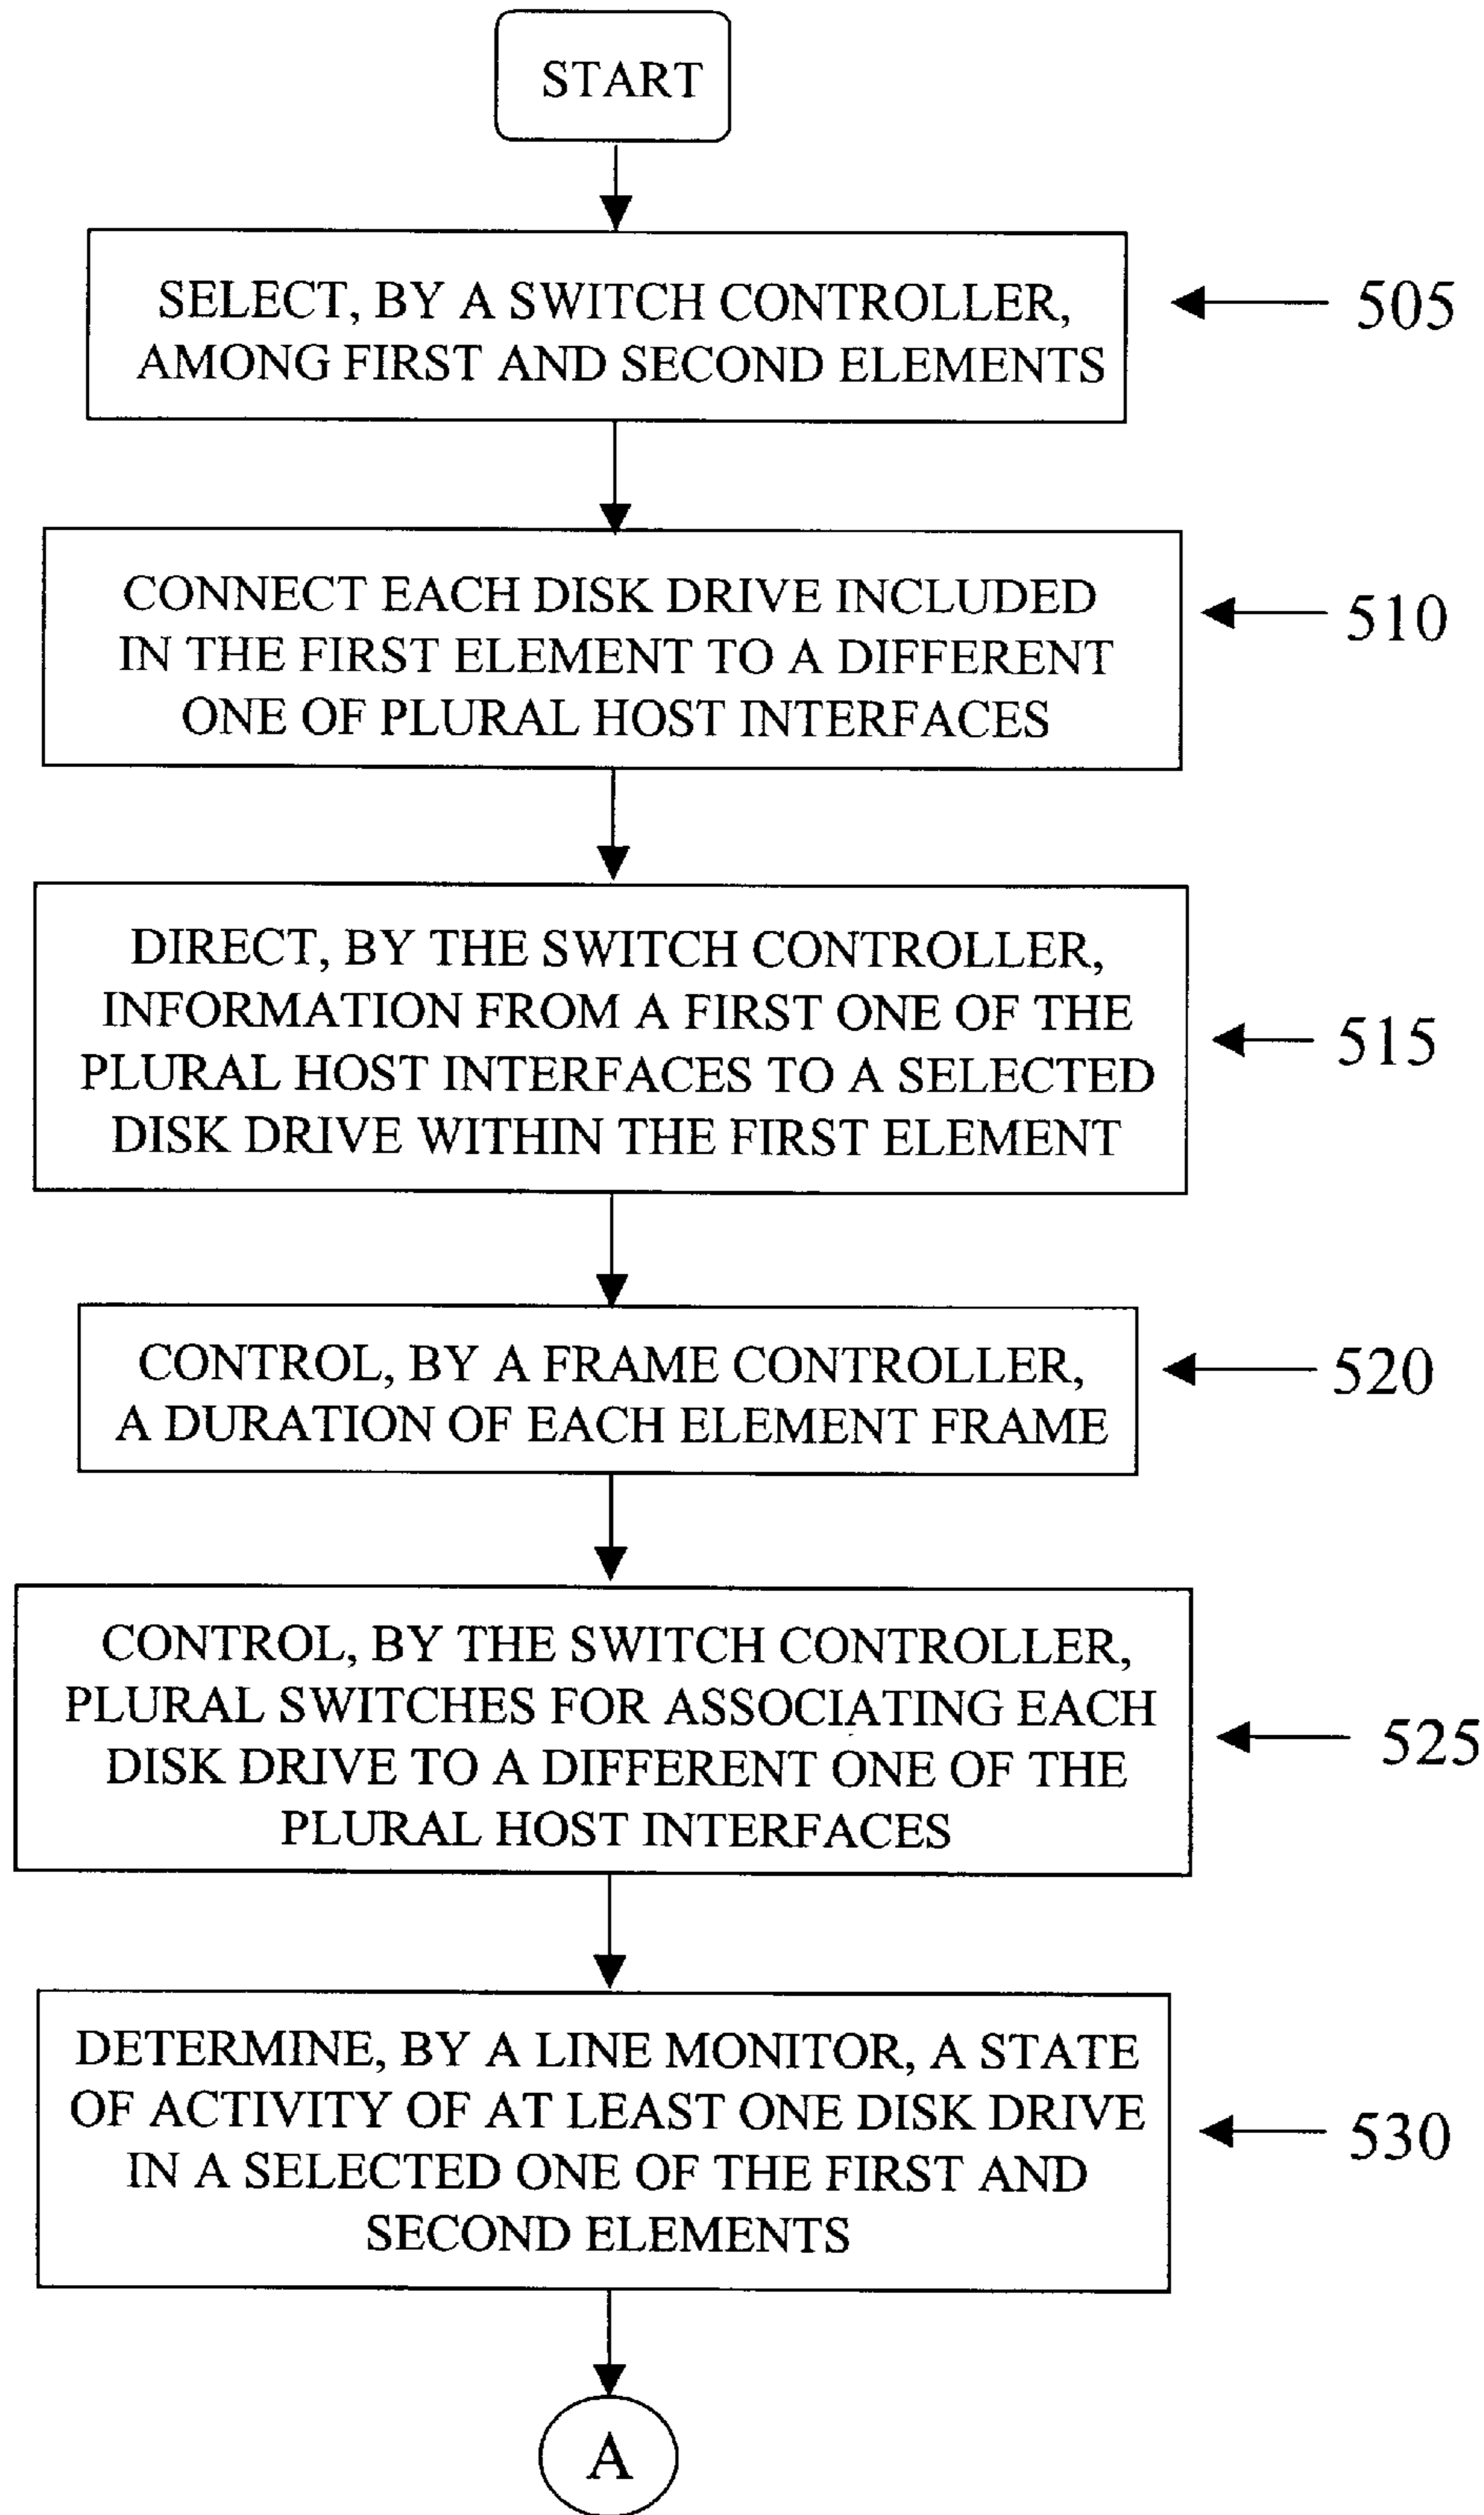 START
SELECT, BY A SWITCH CONTROLLER,
AMONG FIRST AND SECOND ELEMENTS
505
CONNECT EACH DISK DRIVE INCLUDED
IN THE FIRST ELEMENT TO A DIFFERENT
ONE OF PLURAL HOST INTERFACES
510
DIRECT, BY THE SWITCH CONTROLLER,
INFORMATION FROM A FIRST ONE OF THE
PLURAL HOST INTERFACES TO A SELECTED
DISK DRIVE WITHIN THE FIRST ELEMENT
515
CONTROL, BY A FRAME CONTROLLER,
A DURATION OF EACH ELEMENT FRAME
520
CONTROL, BY THE SWITCH CONTROLLER,
PLURAL SWITCHES FOR ASSOCIATING EACH
DISK DRIVE TO A DIFFERENT ONE OF THE
PLURAL HOST INTERFACES
525
DETERMINE, BY A LINE MONITOR, A STATE
OF ACTIVITY OF AT LEAST ONE DISK DRIVE
IN A SELECTED ONE OF THE FIRST AND
SECOND ELEMENTS
530
A